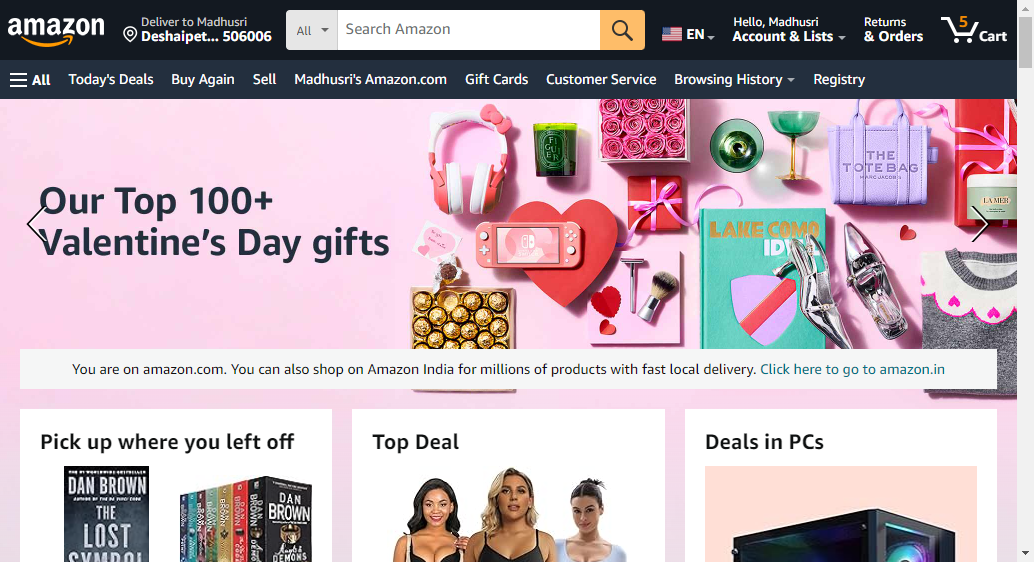 amazon
Deliver to Madhusri
Deshaipet... 506006
All
Search Amazon
EN
Hello, Madhusri
Account & Lists
Returns
& Orders
5
Cart
All
Today's Deals
Buy Again
Sell
Madhusri's Amazon.com
Gift Cards
Customer Service
Browsing History
Registry
Our Top 100+
Valentine's Day gifts
THE
TOTE BAG
MARC JACOBS
LA MER
LAKE COMO
You are on amazon.com. You can also shop on Amazon India for millions of products with fast local delivery. Click here to go to amazon.in
Pick up where you left off
Top Deal
Deals in PCs
DAN BROWN
THE
LOST
SYMBOL
DAN
BROWN